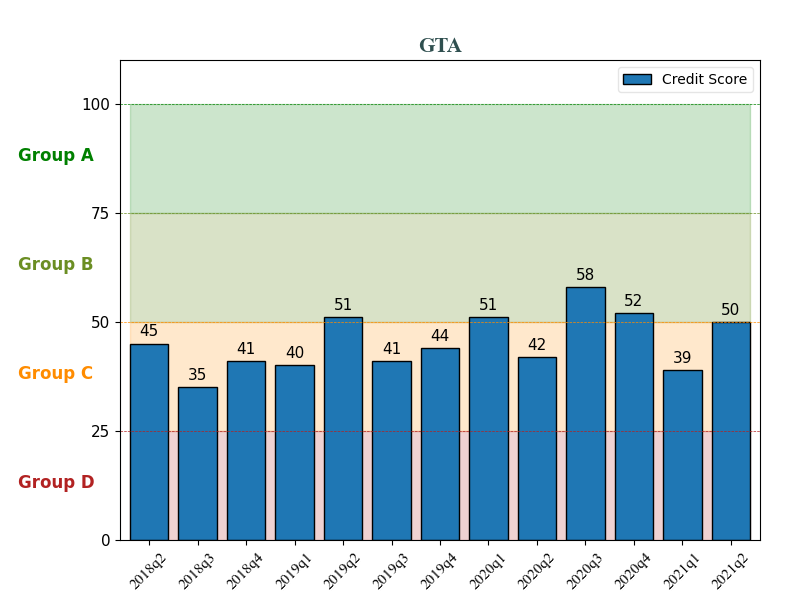 GTA
Credit Score
100
Group A
75
Group B
50
Group C
25
Group D
0
45
35
41
40
51
41
44
51
42
58
52
39
50
2018q2
2018q3
2018q4
2019q1
2019q2
2019q3
2019q4
2020q1
2020q2
2020q3
2020q4
2021q1
2021q2